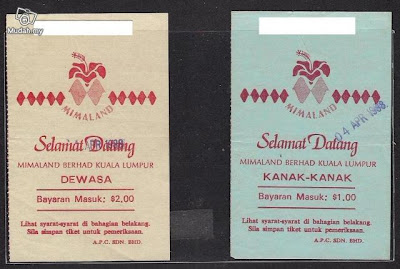 Mudah.my
MIMALAND
Selamat Datang
MIMALAND BERHAD KUALA LUMPUR
DEWASA
Bayaran Masuk: $2,00
Lihat syarat-syarat di bahagian belakang.
Sila simpan tiket untuk pemeriksaan.
A.P.C. SDN. BHD.
MIMALAND
04 APR 1998
Selamat Datang
MIMALAND BERHAD KUALA LUMPUR
KANAK-KANAK
Bayaran Masuk: $1,00
Lihat syarat-syarat di bahagian belakang.
Sila simpan tiket untuk pemeriksaan.
A.P.C. SDN. BHD.